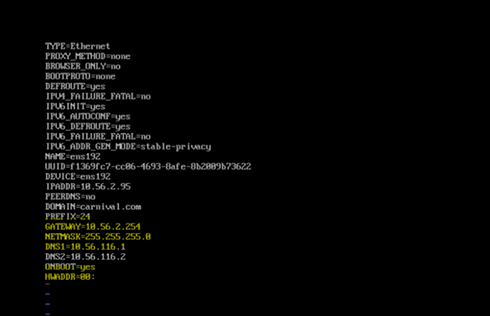 TYPE=Ethernet
PROXY_METHOD=none
BROWSER_ONLY=no
BOOTPROTO=none
DEFROUTE=yes
IPV4_FAILURE_FATAL=no
IPV6INIT=yes
IPV6_AUTOCONF=yes
IPV6_DEFROUTE=yes
IPV6_FAILURE_FATAL=no
IPV6_ADDR_GEN_MODE=stable-privacy
NAME=ens192
UUID=f1369fc7-cc06-4693-8afe-8b2009b73622
DEVICE=ens192
IPADDR=10.56.2.95
PEERDNS=no
DOMAIN=carnival.com
PREFIX=24
GATEWAY=10.56.2.254
NETMASK=255.255.255.0
DNS1=10.56.116.1
DNS2=10.56.116.2
ONBOOT=yes
HWADDR=00:
~
~
~
~